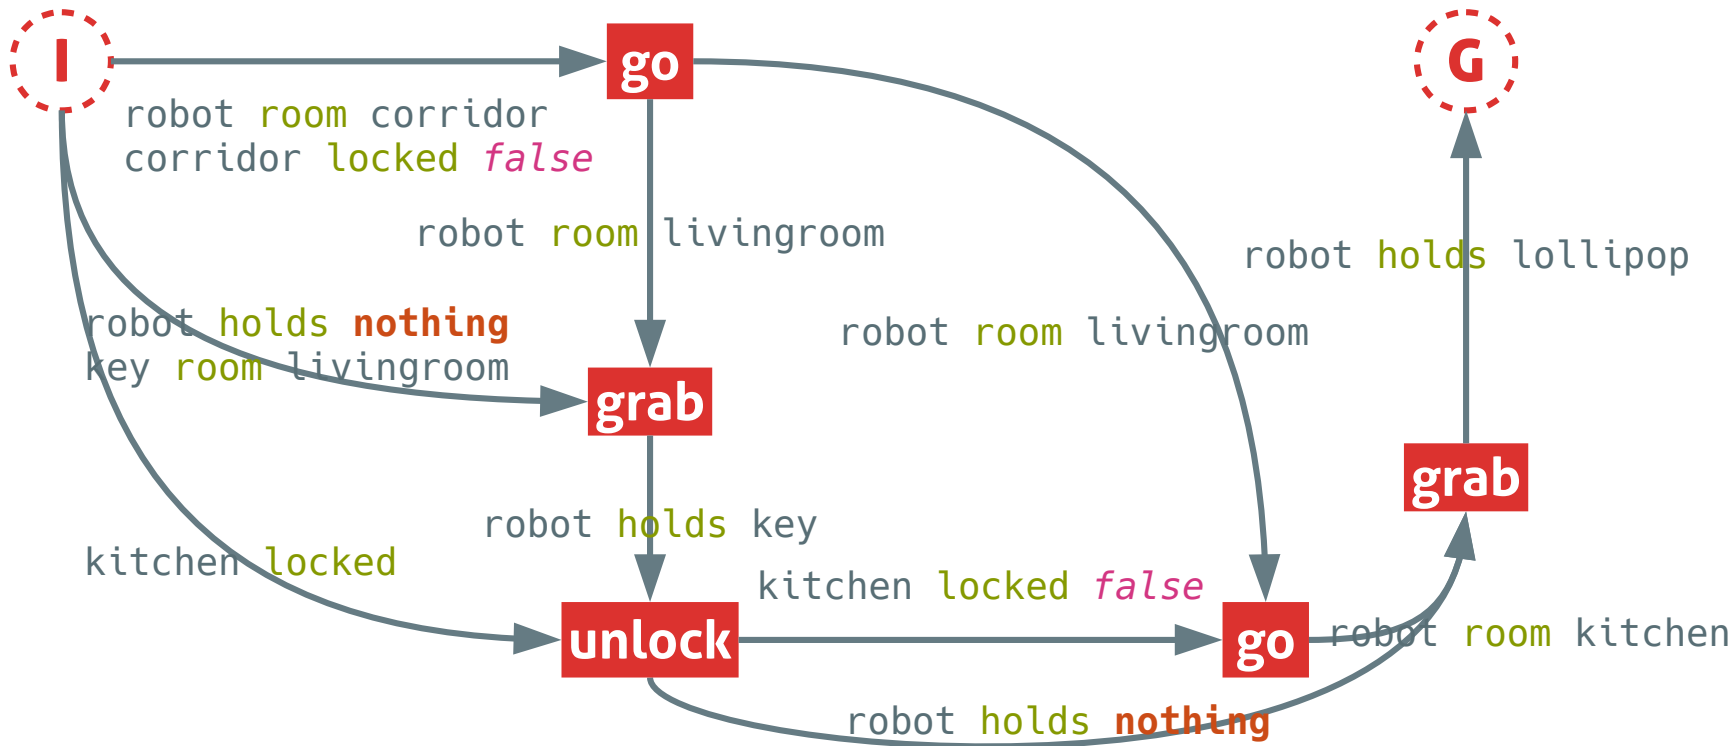 I
go
G
robot room corridor
corridor locked false
robot room livingroom
robot holds lollipop
robot holds nothing
key room livingroom
robot room livingroom
grab
grab
robot holds key
kitchen locked
kitchen locked false
unlock
go
robot room kitchen
robot holds nothing